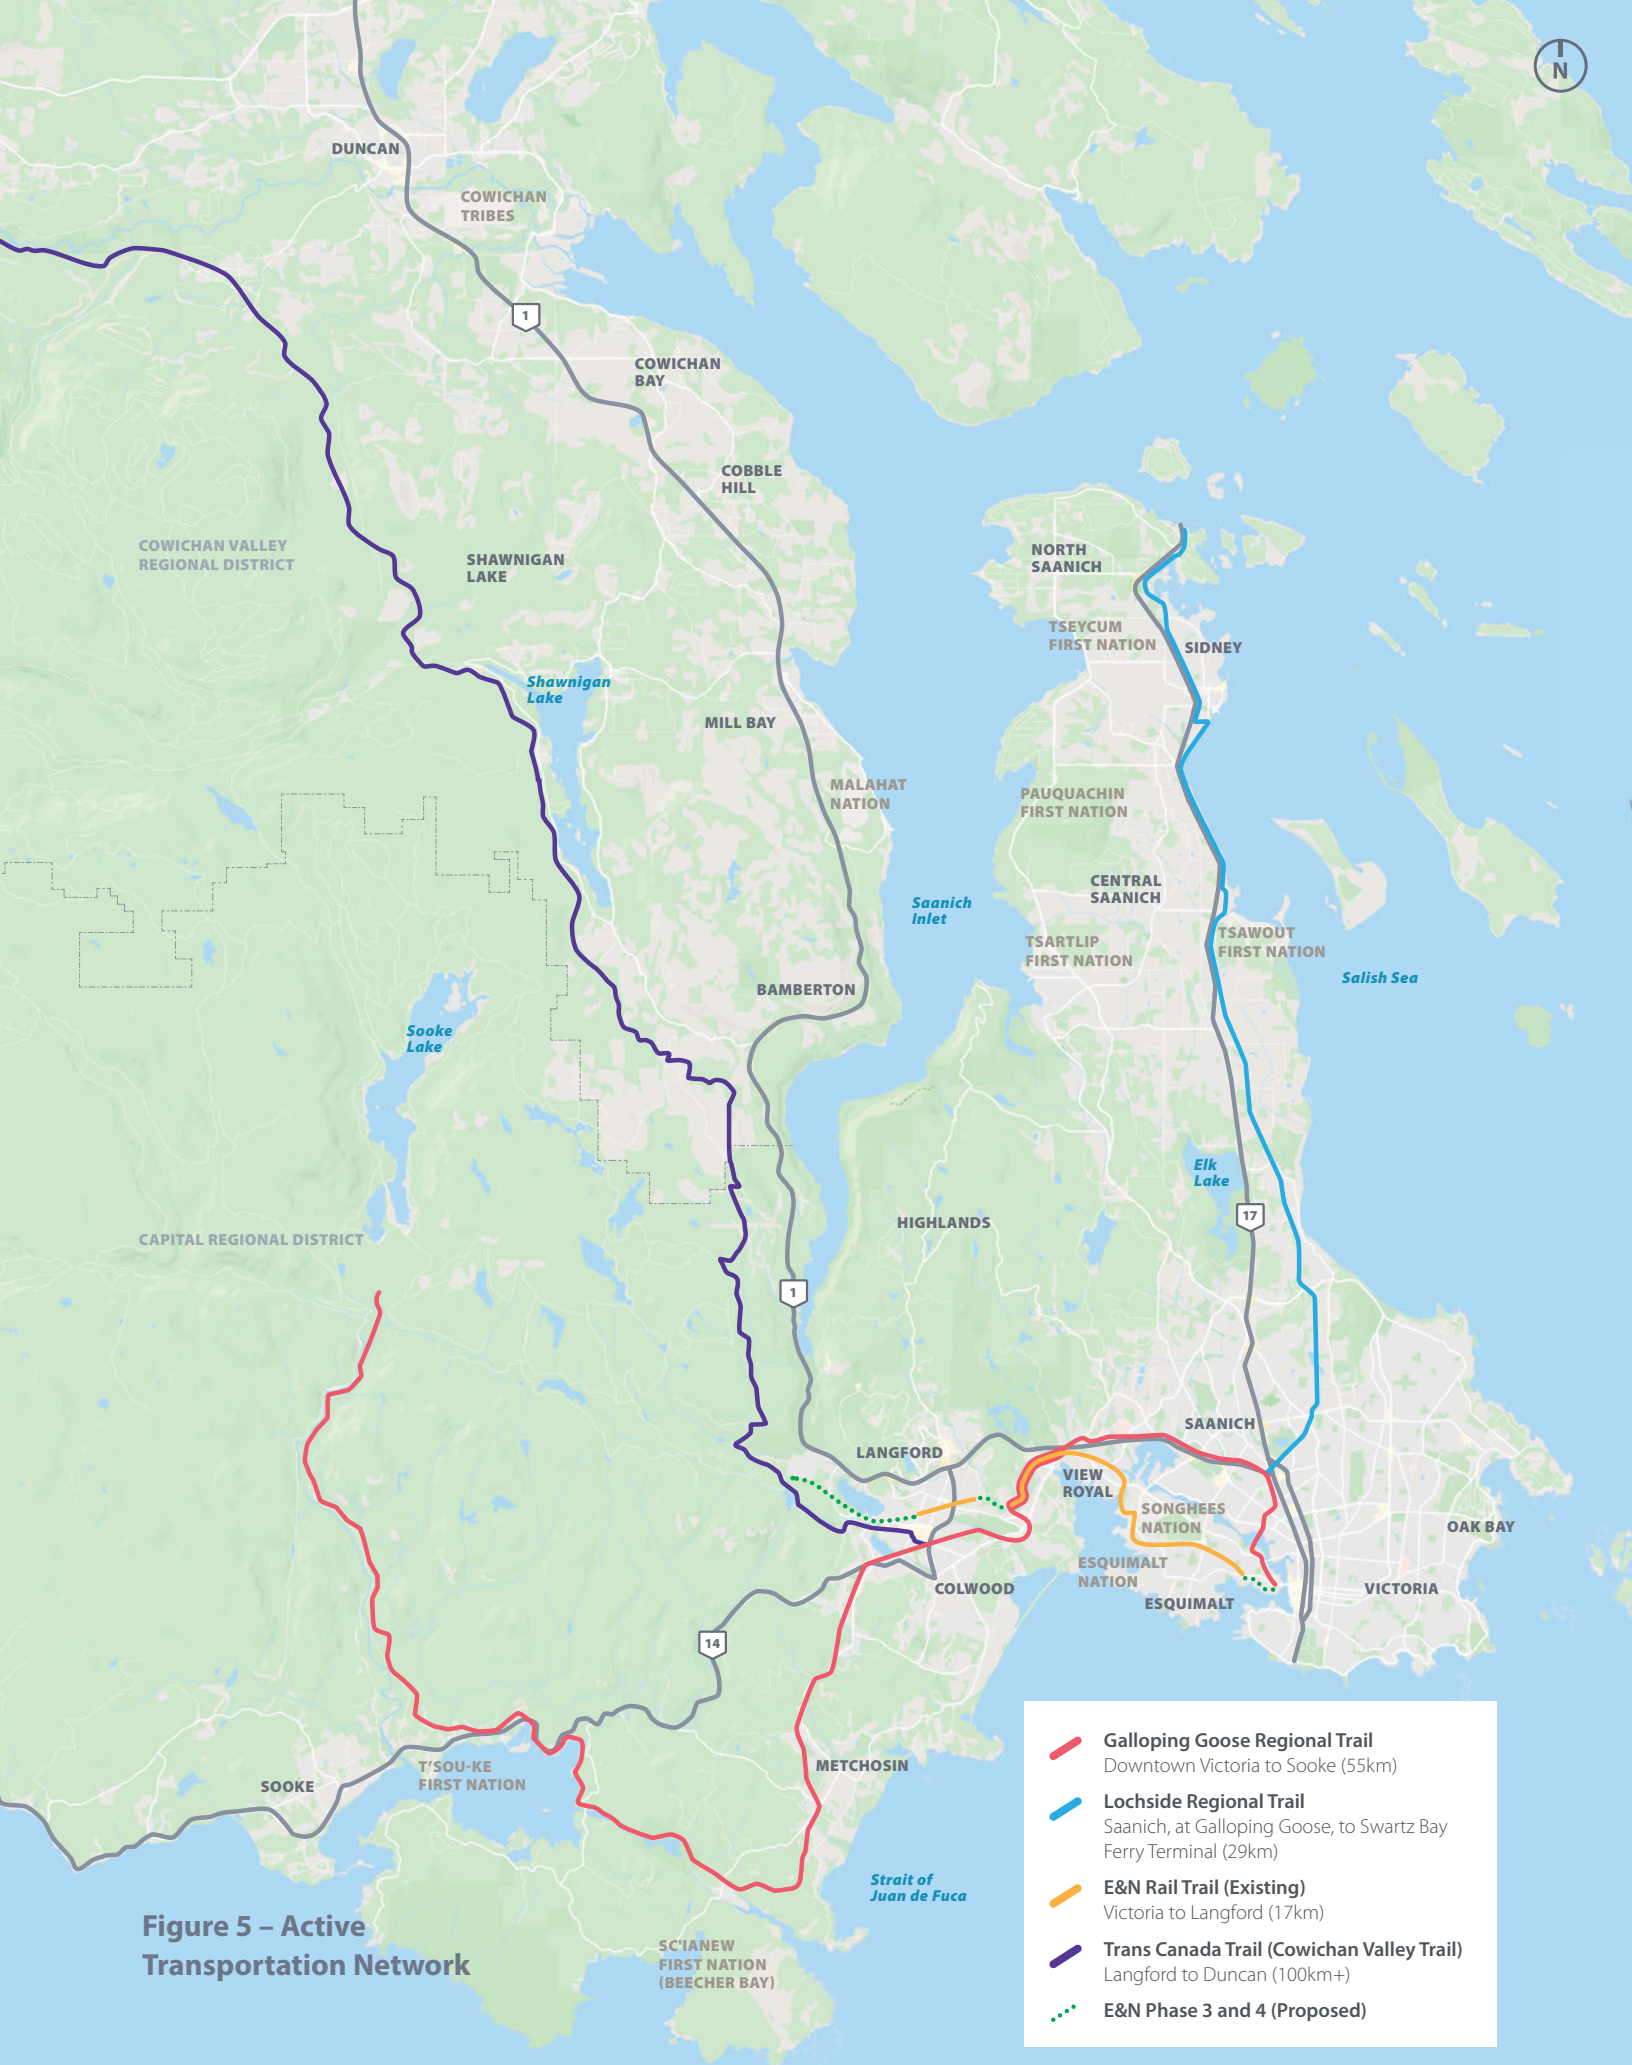 N
DUNCAN
COWICHAN
TRIBES
1
COWICHAN
BAY
COBBLE
HILL
COWICHAN VALLEY
REGIONAL DISTRICT
SHAWNIGAN
LAKE
NORTH
SAANICH
TSEYCUM
FIRST NATION
SIDNEY
Shawnigan
Lake
MILL BAY
MALAHAT
NATION
PAUQUACHIN
FIRST NATION
CENTRAL
SAANICH
Saanich
Inlet
TSARTLIP
FIRST NATION
TSAWOUT
FIRST NATION
Salish Sea
BAMBERTON
Sooke
Lake
Elk
Lake
17
HIGHLANDS
CAPITAL REGIONAL DISTRICT
1
SAANICH
LANGFORD
VIEW
ROYAL
SONGHEES
NATION
OAK BAY
ESQUIMALT
NATION
COLWOOD
ESQUIMALT
VICTORIA
14
METCHOSIN
T'SOU-KE
FIRST NATION
SOOKE
Strait of
Juan de Fuca
SC'IANEW
FIRST NATION
(BEECHER BAY)
Figure 5 – Active
Transportation Network
Galloping Goose Regional Trail
Downtown Victoria to Sooke (55km)
Lochside Regional Trail
Saanich, at Galloping Goose, to Swartz Bay
Ferry Terminal (29km)
E&N Rail Trail (Existing)
Victoria to Langford (17km)
Trans Canada Trail (Cowichan Valley Trail)
Langford to Duncan (100km+)
E&N Phase 3 and 4 (Proposed)